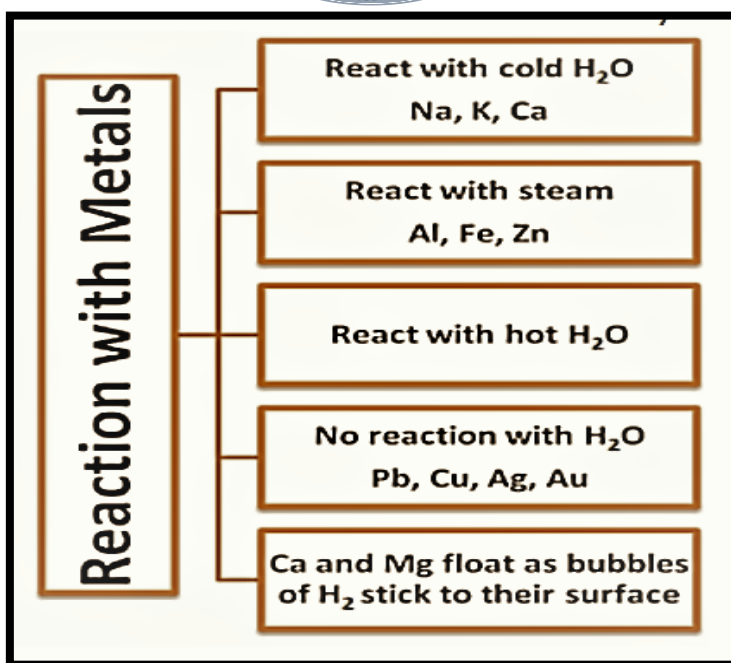 Reaction with Metals
React with cold H₂O
Na, K, Ca
React with steam
Al, Fe, Zn
React with hot H₂O
No reaction with H₂O
Pb, Cu, Ag, Au
Ca and Mg float as bubbles
of H₂ stick to their surface